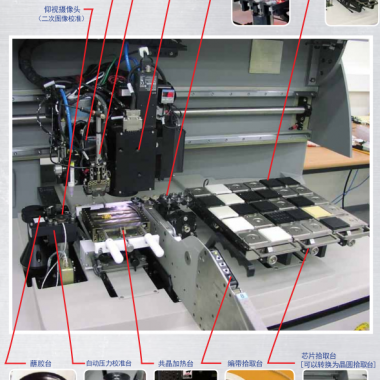 仰视摄像头
（二次图像校准）
蘸胶台
自动压力校准台
共晶加热台
编带拾取台
芯片拾取台
[可以转换为晶圆拾取台]